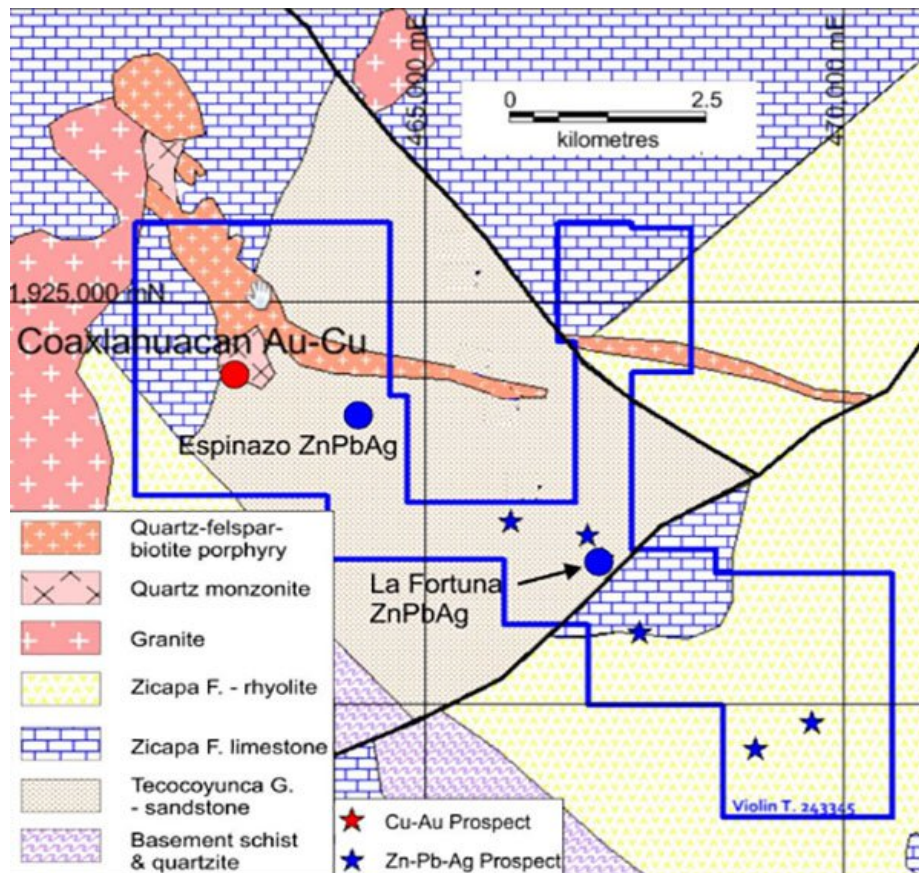 465,000 mE
470,000 mE
0 2.5
kilometres
1,925,000 mN
Coaxlahuacan Au-Cu
Espinazo ZnPbAg
La Fortuna
ZnPbAg
Quartz-felspar-
biotite porphyry
Quartz monzonite
Granite
Zicapa F. - rhyolite
Zicapa F. limestone
Tecocoyunca G.
- sandstone
Basement schist
& quartzite
Cu-Au Prospect
Zn-Pb-Ag Prospect
Violin T. 243345